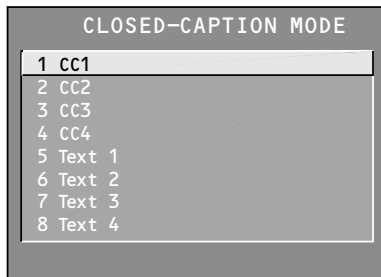 CLOSED-CAPTION MODE
1 CC1
2 CC2
3 CC3
4 CC4
5 Text 1
6 Text 2
7 Text 3
8 Text 4